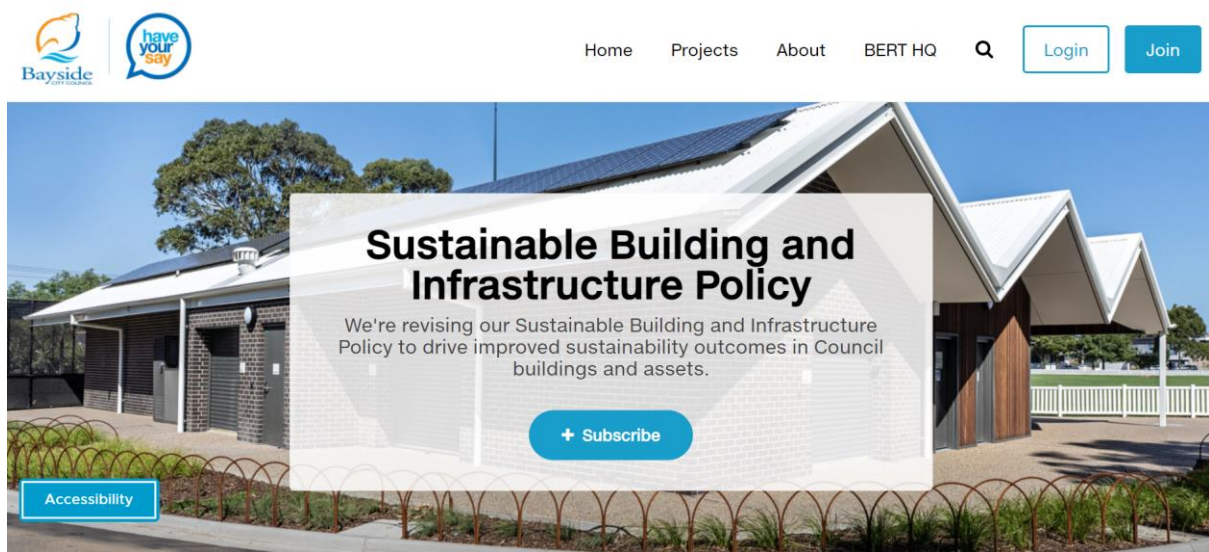 Bayside
CITY COUNCIL
have
your
say
Home Projects About BERT HQ Login Join
Sustainable Building and
Infrastructure Policy
We're revising our Sustainable Building and Infrastructure
Policy to drive improved sustainability outcomes in Council
buildings and assets.
+ Subscribe
Accessibility